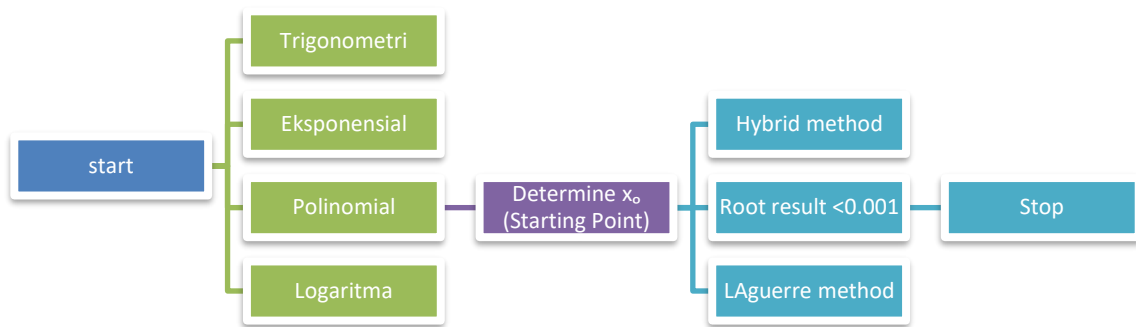 start
Trigonometri
Eksponensial
Polinomial
Logaritma
Determine xₒ
(Starting Point)
Hybrid method
Root result <0.001
LAguerre method
Stop